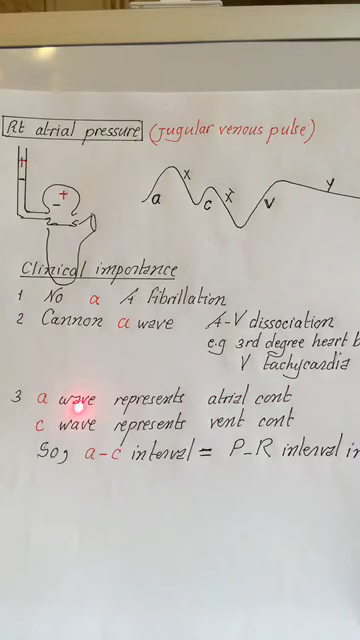 Rt atrial pressure (jugular venous pulse)
+
+
-
a x c x' v y
Clinical importance
1 No a A fibrillation
2 Cannon a wave A-V dissociation
e.g 3rd degree heart b
V tachycardia
3 a wave represents atrial cont
c wave represents vent cont
So, a-c interval = P-R interval in